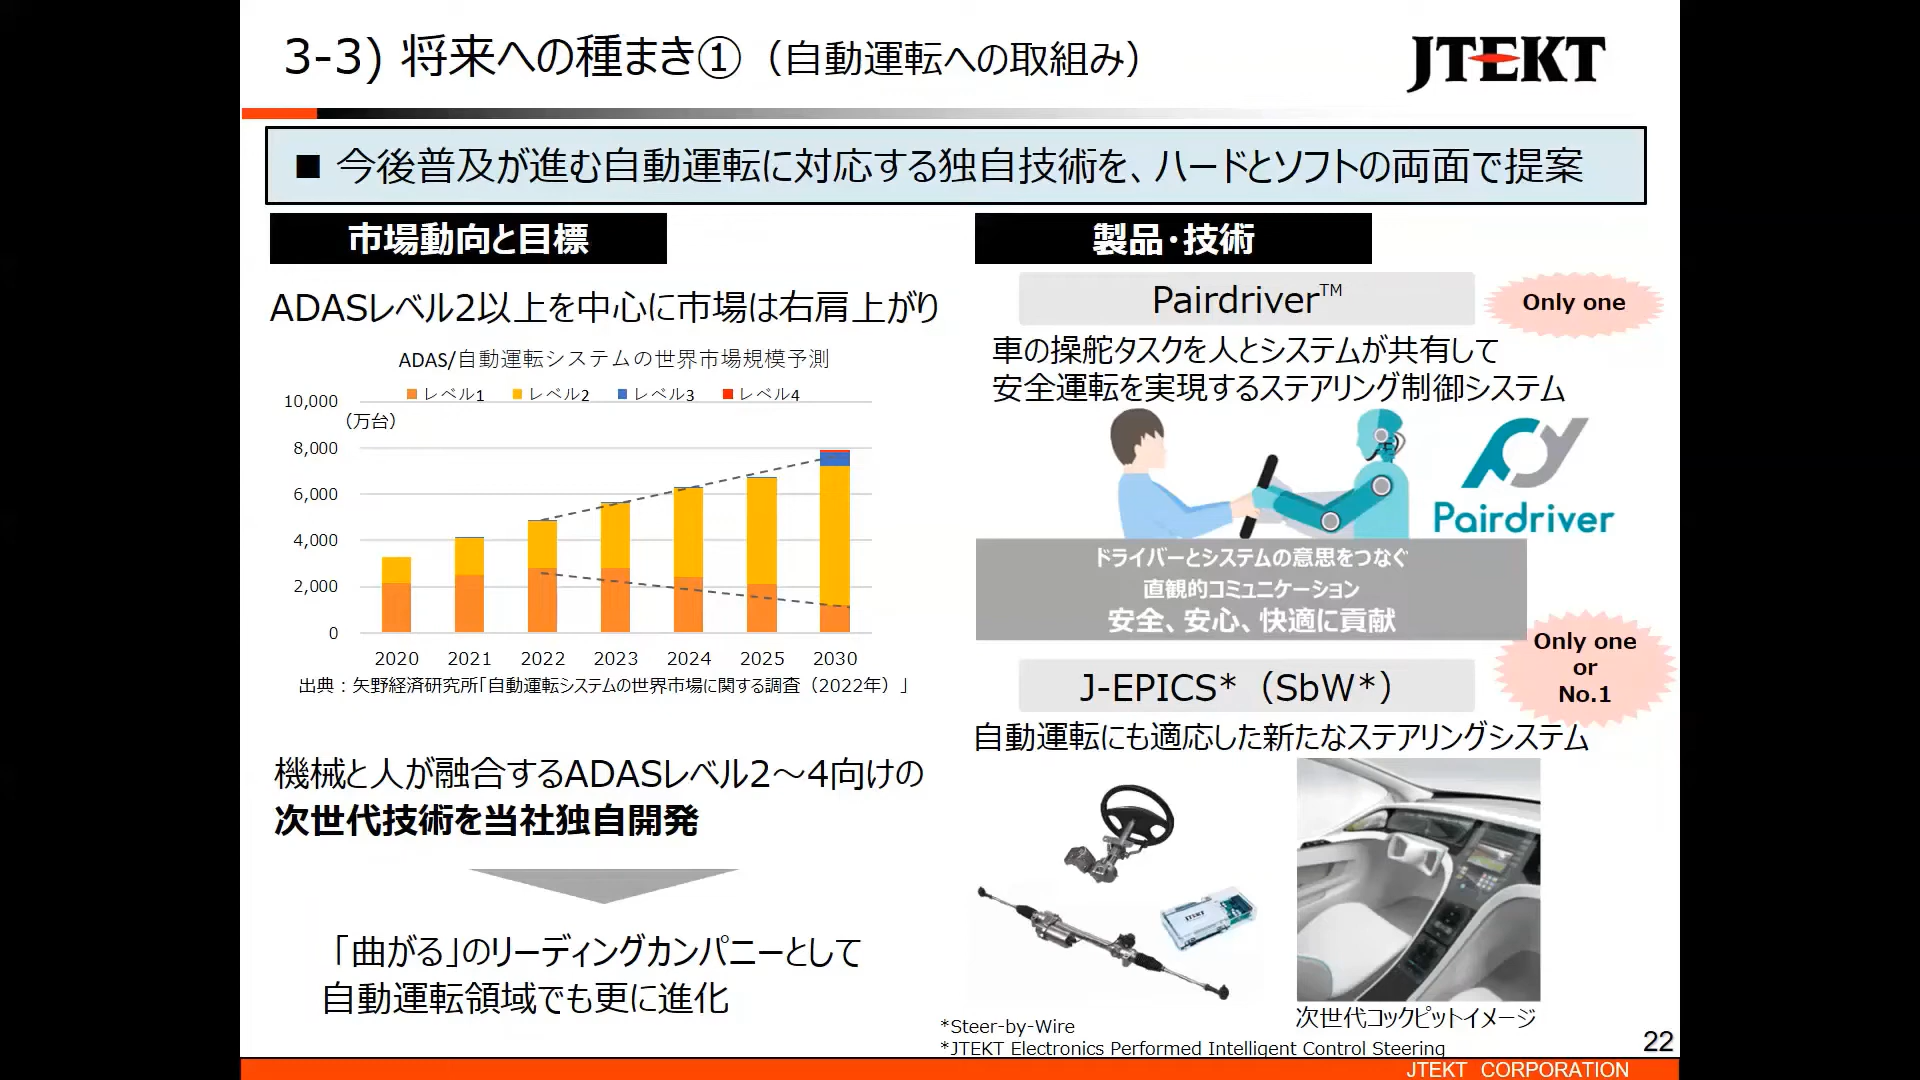 3-3) 将来への種まき①（自動運転への取組み）
JTEKT
■ 今後普及が進む自動運転に対応する独自技術を、ハードとソフトの両面で提案
市場動向と目標
ADASレベル2以上を中心に市場は右肩上がり
ADAS/自動運転システムの世界市場規模予測
レベル1 レベル2 レベル3 レベル4
10,000
（万台）
8,000
6,000
4,000
2,000
0
2020 2021 2022 2023 2024 2025 2030
出典：矢野経済研究所「自動運転システムの世界市場に関する調査（2022年）」
機械と人が融合するADASレベル2～4向けの
次世代技術を当社独自開発
「曲がる」のリーディングカンパニーとして
自動運転領域でも更に進化
製品・技術
Pairdriver™
Only one
車の操舵タスクを人とシステムが共有して
安全運転を実現するステアリング制御システム
Pairdriver
ドライバーとシステムの意思をつなぐ
直観的コミュニケーション
安全、安心、快適に貢献
Only one
or
No.1
J-EPICS*（SbW*）
自動運転にも適応した新たなステアリングシステム
JTEKT
次世代コックピットイメージ
*Steer-by-Wire
*JTEKT Electronics Performed Intelligent Control Steering
22
JTEKT CORPORATION